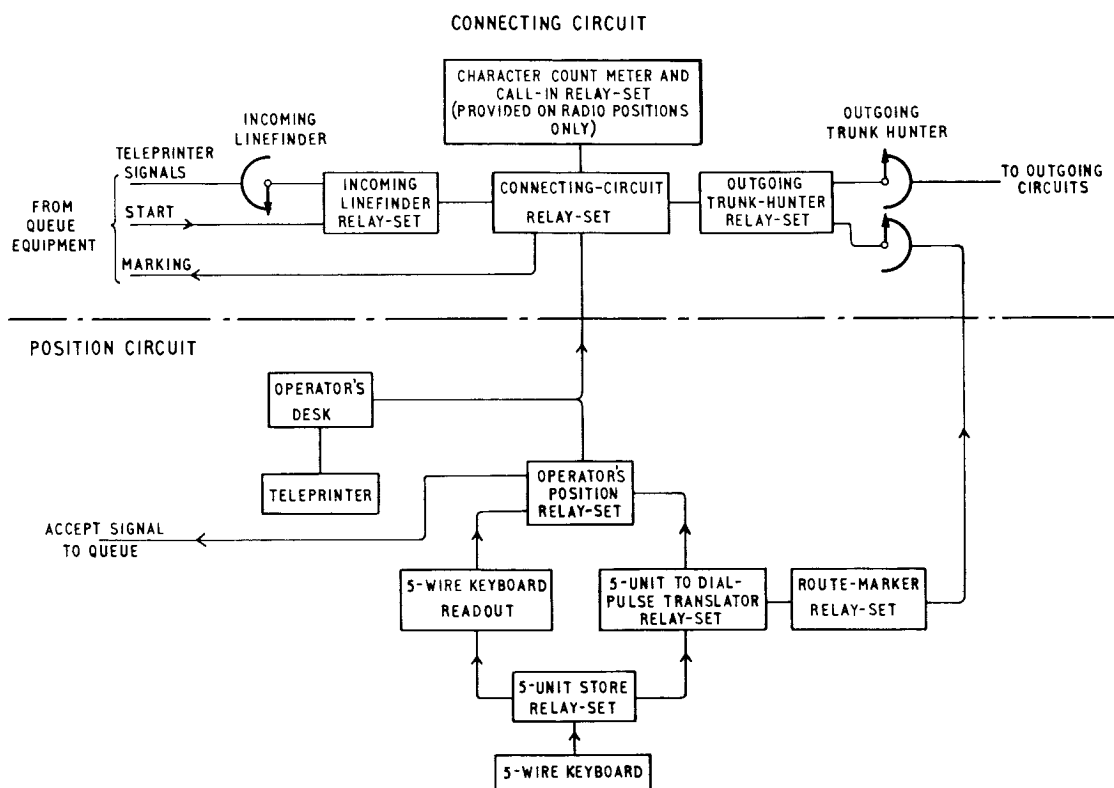 CONNECTING CIRCUIT
CHARACTER COUNT METER AND
CALL-IN RELAY-SET
(PROVIDED ON RADIO POSITIONS
ONLY)
INCOMING
LINEFINDER
OUTGOING
TRUNK HUNTER
TELEPRINTER
SIGNALS
START
MARKING
FROM
QUEUE
EQUIPMENT
INCOMING
LINEFINDER
RELAY-SET
CONNECTING-CIRCUIT
RELAY-SET
OUTGOING
TRUNK-HUNTER
RELAY-SET
TO OUTGOING
CIRCUITS
POSITION CIRCUIT
OPERATOR'S
DESK
TELEPRINTER
OPERATOR'S
POSITION
RELAY-SET
ACCEPT SIGNAL
TO QUEUE
5-WIRE KEYBOARD
READOUT
5-UNIT TO DIAL-
PULSE TRANSLATOR
RELAY-SET
ROUTE-MARKER
RELAY-SET
5-UNIT STORE
RELAY-SET
5-WIRE KEYBOARD